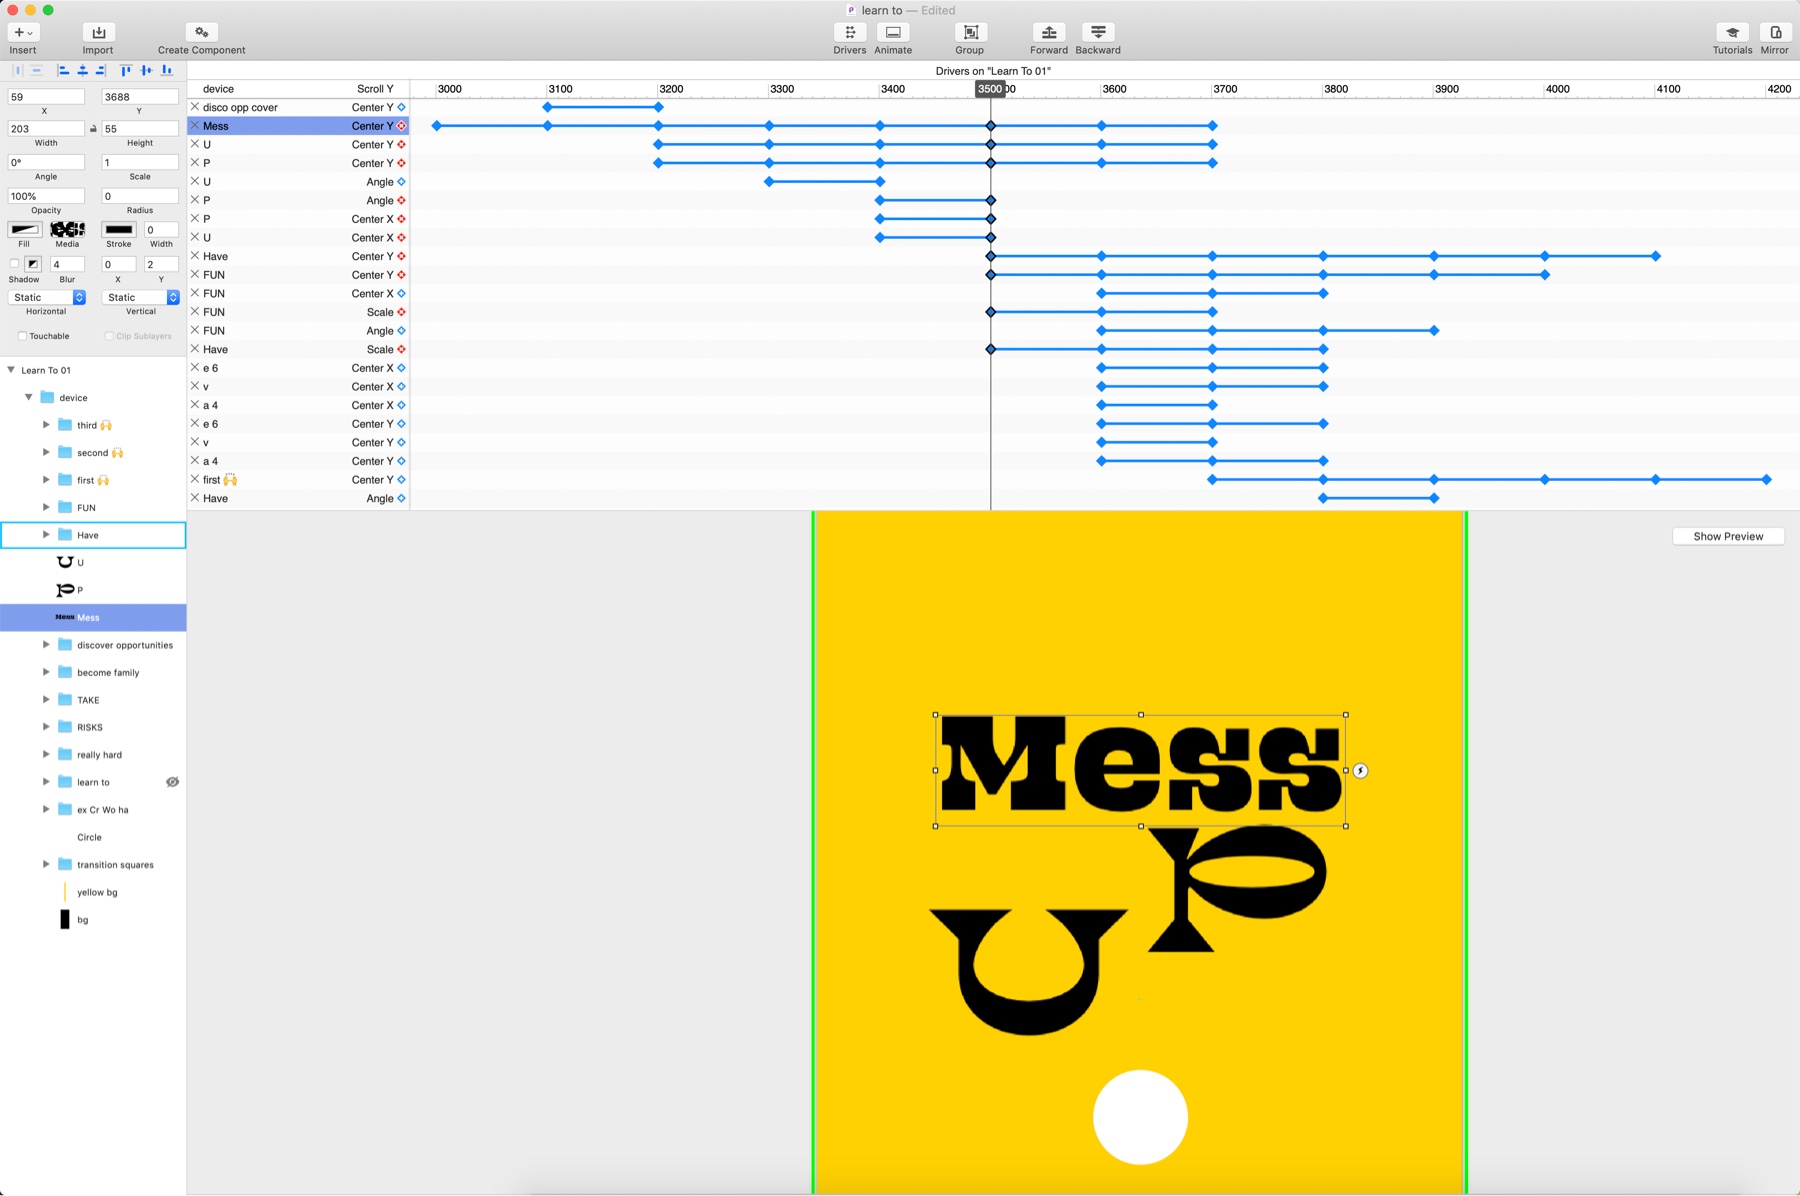 learn to — Edited
Insert
Import
Create Component
Drivers
Animate
Group
Forward
Backward
Tutorials
Mirror
59
3688
X
Y
203
55
Width
Height
0°
1
Angle
Scale
100%
0
Opacity
Radius
0
Fill
Media
Stroke
Width
4
0
2
Shadow
Blur
X
Y
Static
Static
Horizontal
Vertical
Touchable
Clip Sublayers
Learn To 01
device
third 🙌
second 🙌
first 🙌
FUN
Have
U
P
Mess Mess
discover opportunities
become family
TAKE
RISKS
really hard
learn to
ex Cr Wo ha
Circle
transition squares
yellow bg
bg
Drivers on "Learn To 01"
device Scroll Y 3000 3100 3200 3300 3400 3500 3600 3700 3800 3900 4000 4100 4200
disco opp cover Center Y
Mess Center Y
U Center Y
P Center Y
U Angle
P Angle
P Center X
U Center X
Have Center Y
FUN Center Y
FUN Center X
FUN Scale
FUN Angle
Have Scale
e 6 Center X
v Center X
a 4 Center X
e 6 Center Y
v Center Y
a 4 Center Y
first 🙌 Center Y
Have Angle
Show Preview
Mess
P
U